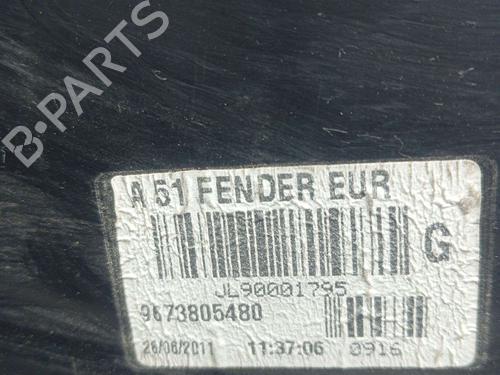 B-PARTS
A 51 FENDER EUR
G
JL90001795
9673805480
26/06/2011 11:37:06 0916